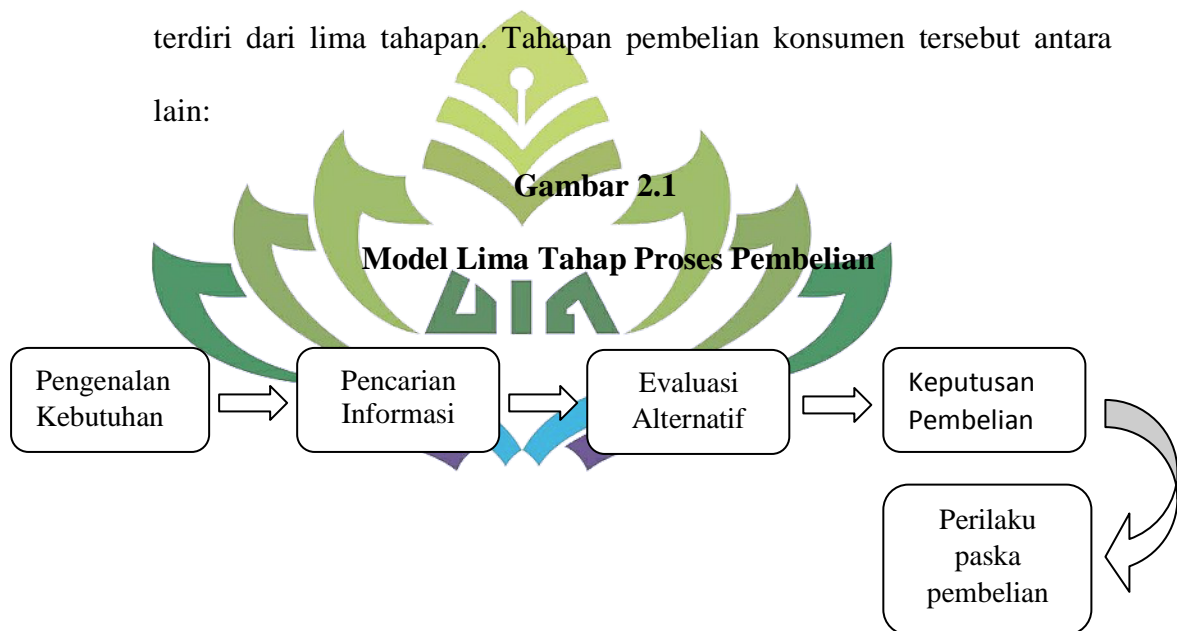 terdiri dari lima tahapan. Tahapan pembelian konsumen tersebut antara
lain:
Gambar 2.1
Model Lima Tahap Proses Pembelian
UIN
Pengenalan
Kebutuhan
Pencarian
Informasi
Evaluasi
Alternatif
Keputusan
Pembelian
Perilaku
paska
pembelian